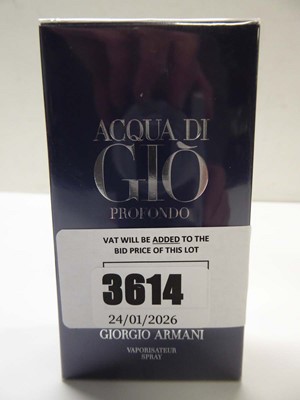 ACQUA DI
GIÒ
PROFONDO
VAT WILL BE ADDED TO THE
BID PRICE OF THIS LOT
3614
24/01/2026
GIORGIO ARMANI
VAPORISATEUR
SPRAY